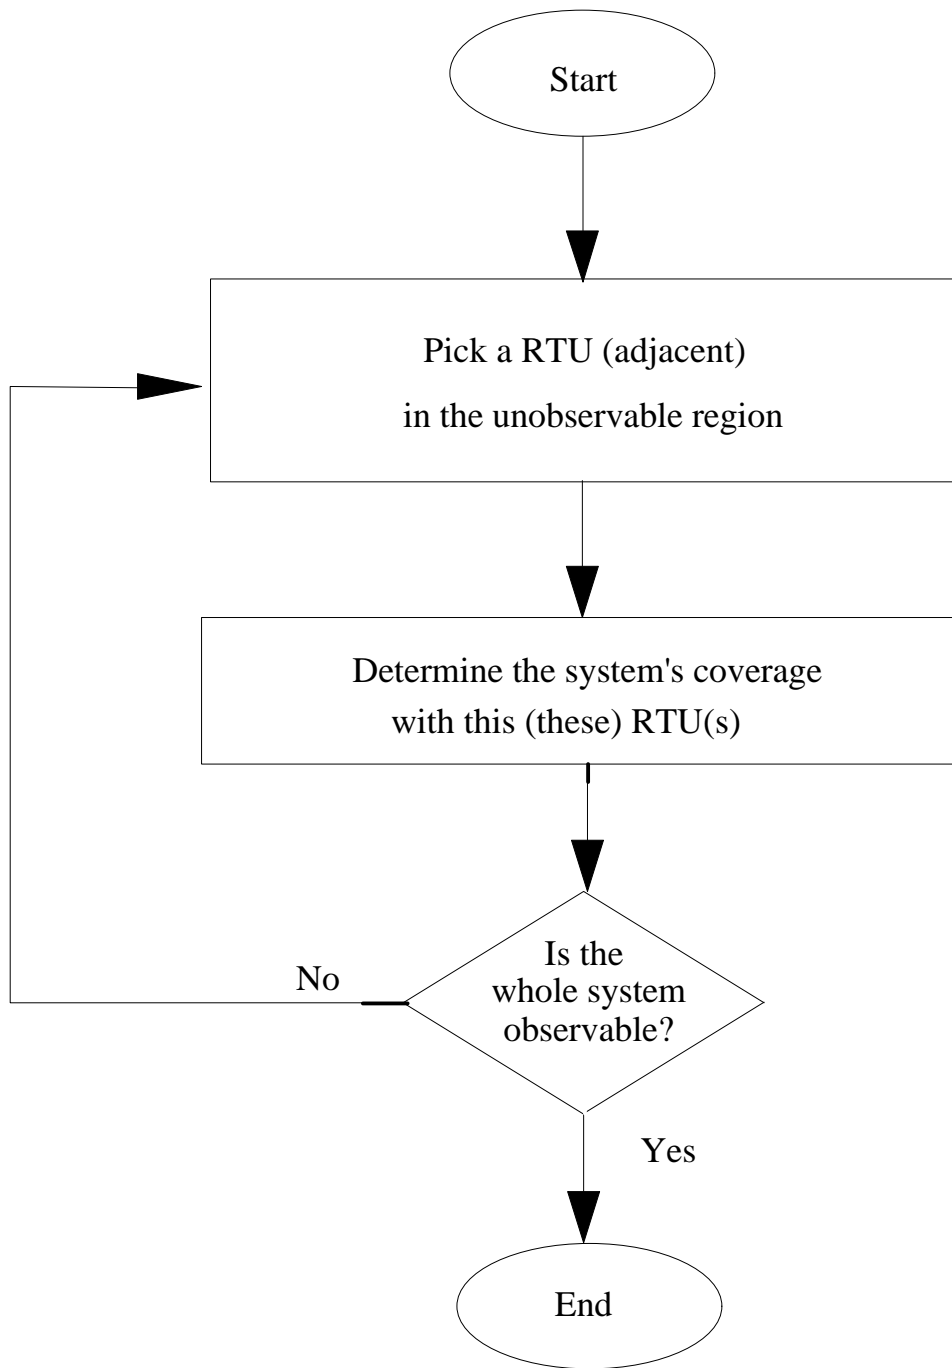 Start
Pick a RTU (adjacent)
in the unobservable region
Determine the system's coverage
with this (these) RTU(s)
Is the
whole system
observable?
No
Yes
End